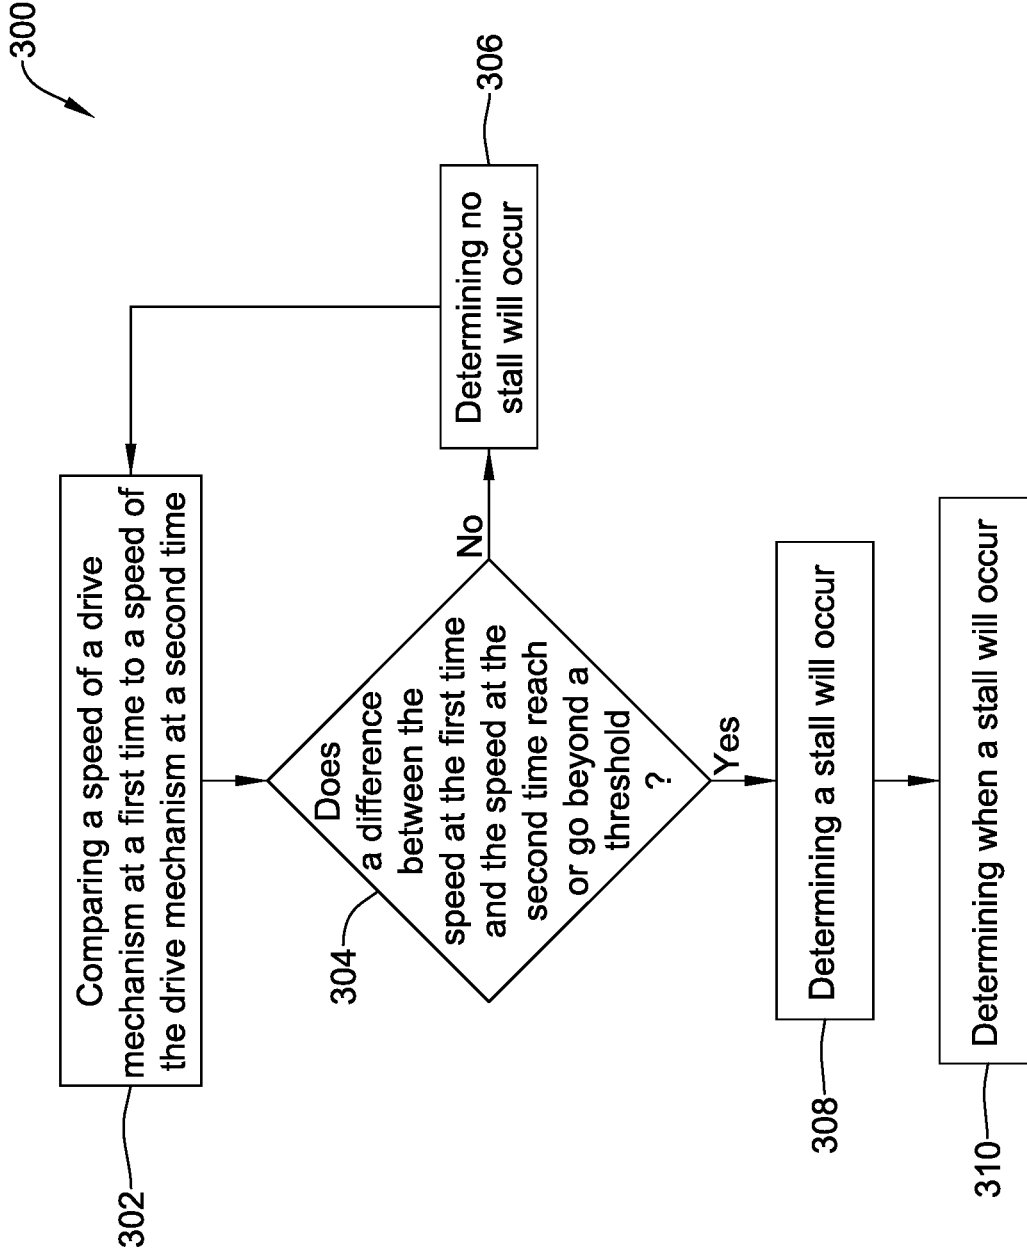 300
Comparing a speed of a drive
mechanism at a first time to a speed of
the drive mechanism at a second time
302
Does
a difference
between the
speed at the first time
and the speed at the
second time reach
or go beyond a
threshold
?
304
No
Determining no
stall will occur
306
Yes
Determining a stall will occur
308
Determining when a stall will occur
310